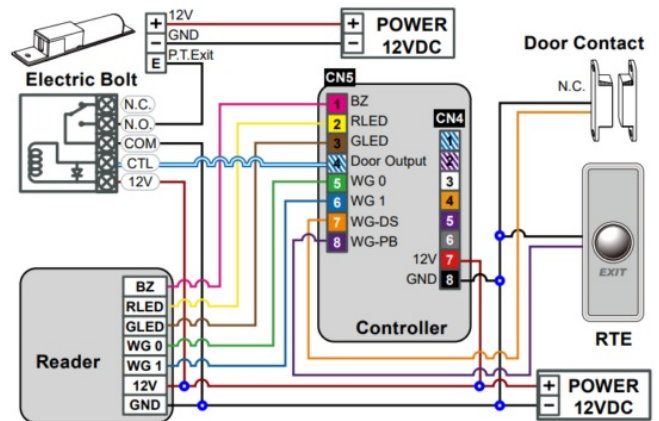 12V
GND
P.T.Exit
+
−
E
+
−
POWER
12VDC
Electric Bolt
N.C.
N.O.
COM
CTL
12V
CN5
1 BZ
2 RLED
3 GLED
4 Door Output
5 WG 0
6 WG 1
7 WG-DS
8 WG-PB
CN4
1
2
3
4
5
6
12V 7
GND 8
Controller
Door Contact
N.C.
EXIT
RTE
Reader
BZ
RLED
GLED
WG 0
WG 1
12V
GND
+
−
POWER
12VDC